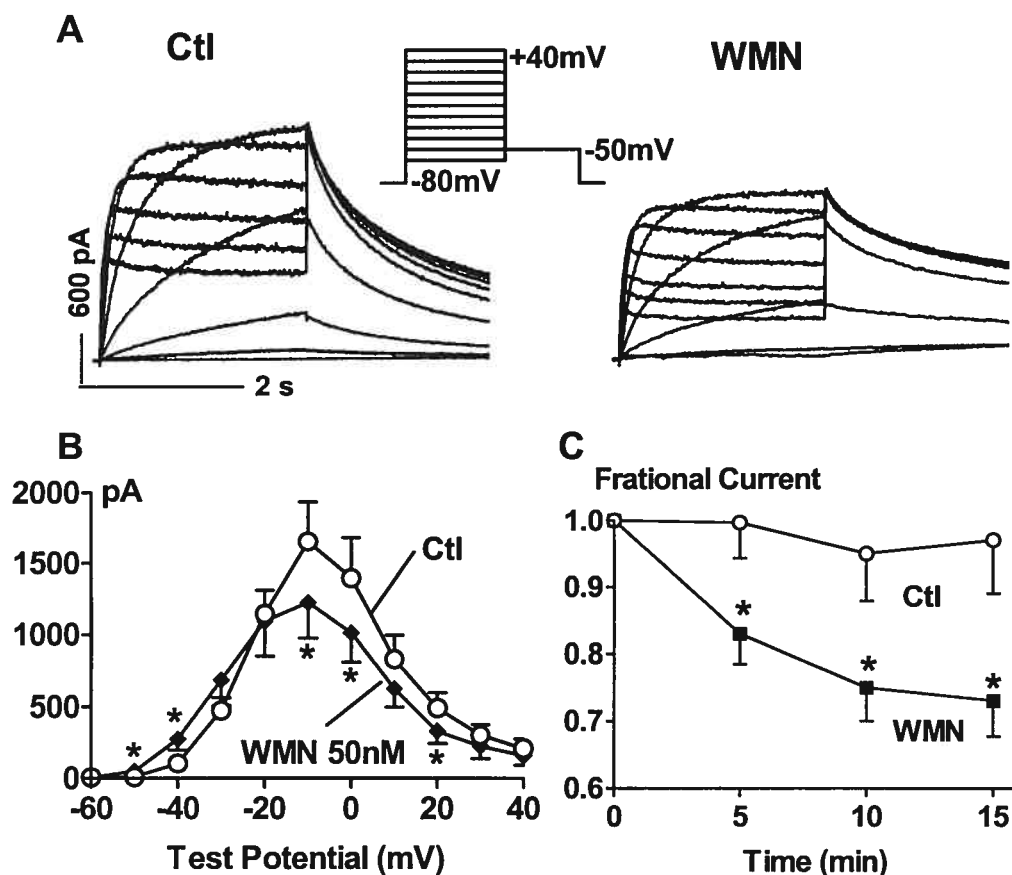 A
Ctl
WMN
+40mV
-50mV
-80mV
600 pA
2 s
B
pA
2000
1500
1000
500
0
-60
-40
-20
0
20
40
Ctl
WMN 50nM
*
*
*
*
*
Test Potential (mV)
C
Frational Current
1.0
0.9
0.8
0.7
0.6
0
5
10
15
Ctl
WMN
*
*
*
Time (min)